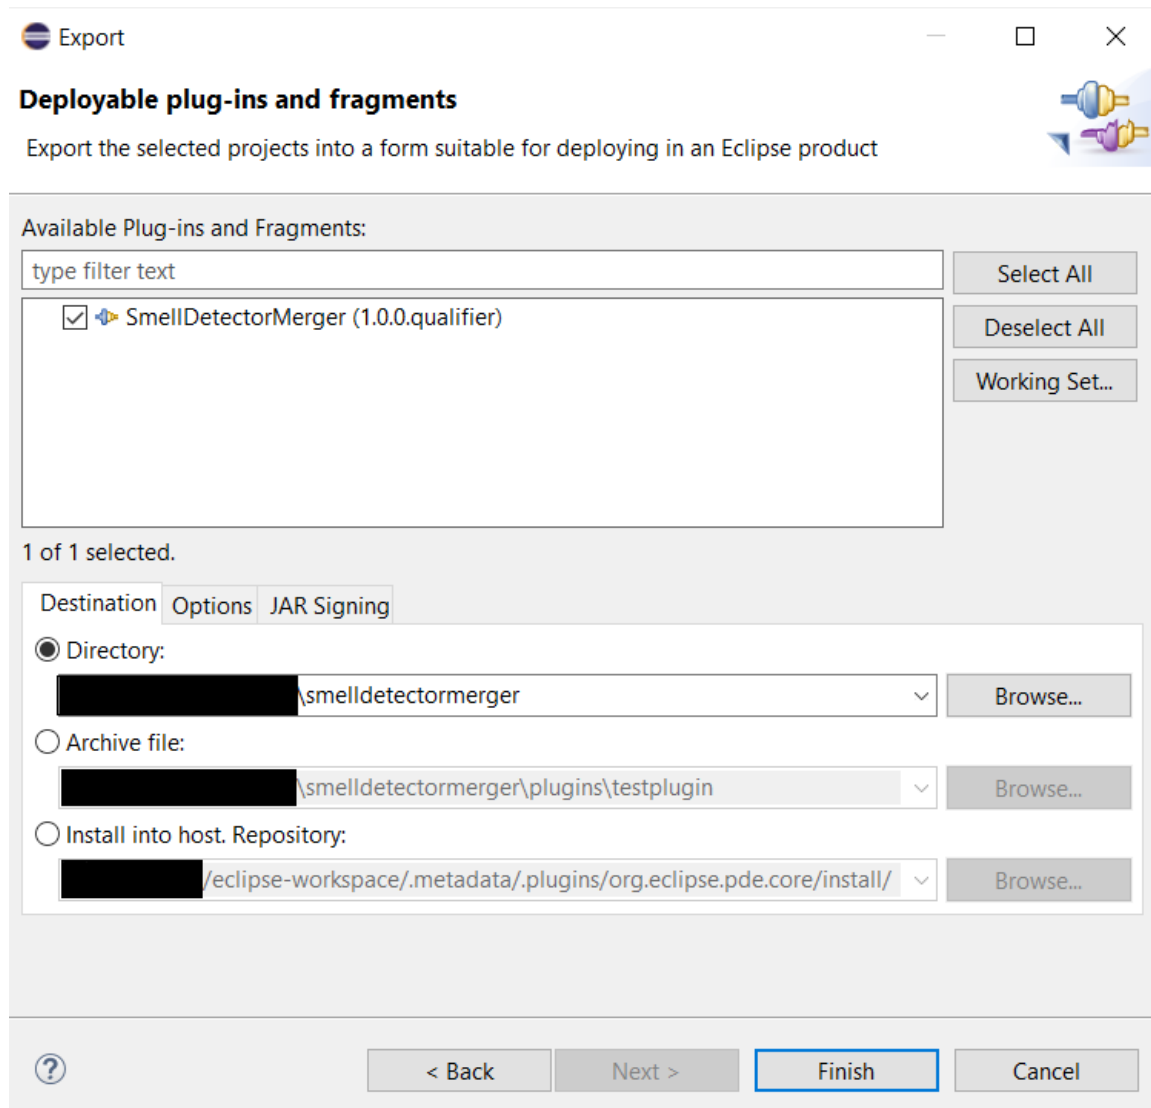 Export
Deployable plug-ins and fragments
Export the selected projects into a form suitable for deploying in an Eclipse product
Available Plug-ins and Fragments:
type filter text
Select All
SmellDetectorMerger (1.0.0.qualifier)
Deselect All
Working Set...
1 of 1 selected.
Destination Options JAR Signing
Directory:
\smelldetectormerger Browse...
Archive file:
\smelldetectormerger\plugins\testplugin Browse...
Install into host. Repository:
/eclipse-workspace/.metadata/.plugins/org.eclipse.pde.core/install/ Browse...
? < Back Next > Finish Cancel